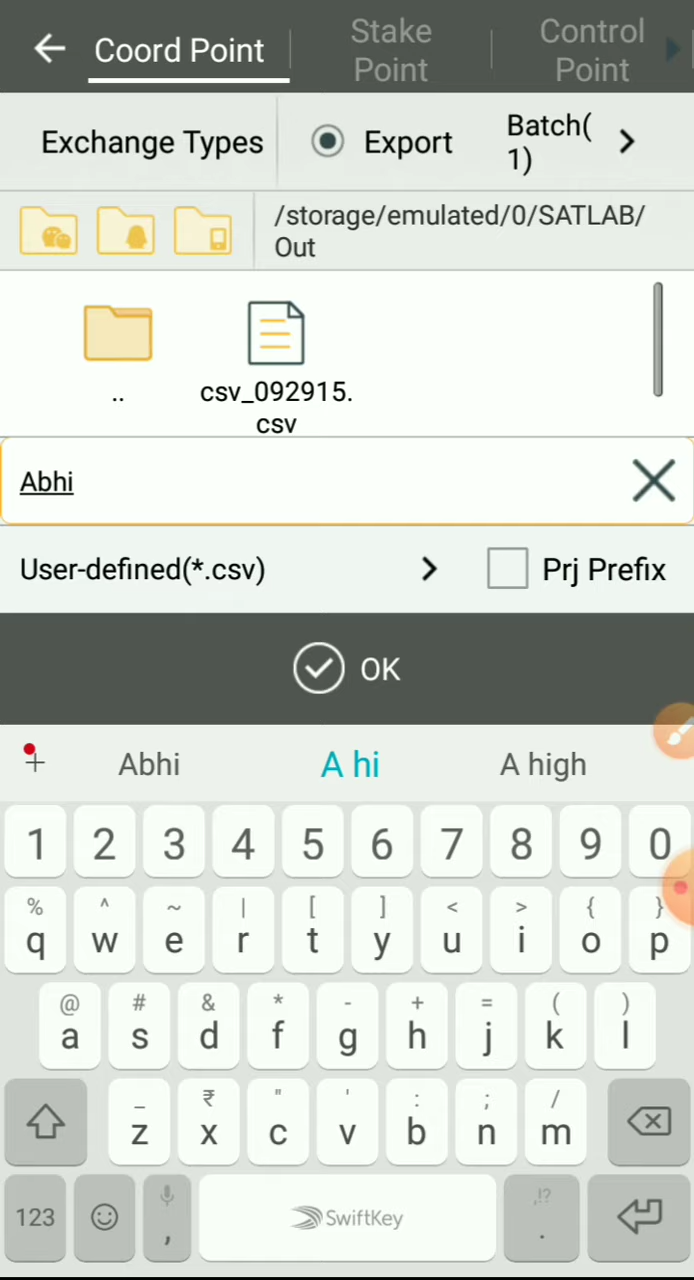 Coord Point
Stake
Point
Control
Point
Exchange Types
Export
Batch(
1)
/storage/emulated/0/SATLAB/
Out
..
csv_092915.
csv
Abhi
User-defined(*.csv)
Prj Prefix
OK
Abhi
A hi
A high
1 2 3 4 5 6 7 8 9 0
% ^ ~ | [ ] < > { }
q w e r t y u i o p
@ # & * - + = ( )
a s d f g h j k l
_ ₹ " ' : ; /
z x c v b n m
,!?
123 , SwiftKey .